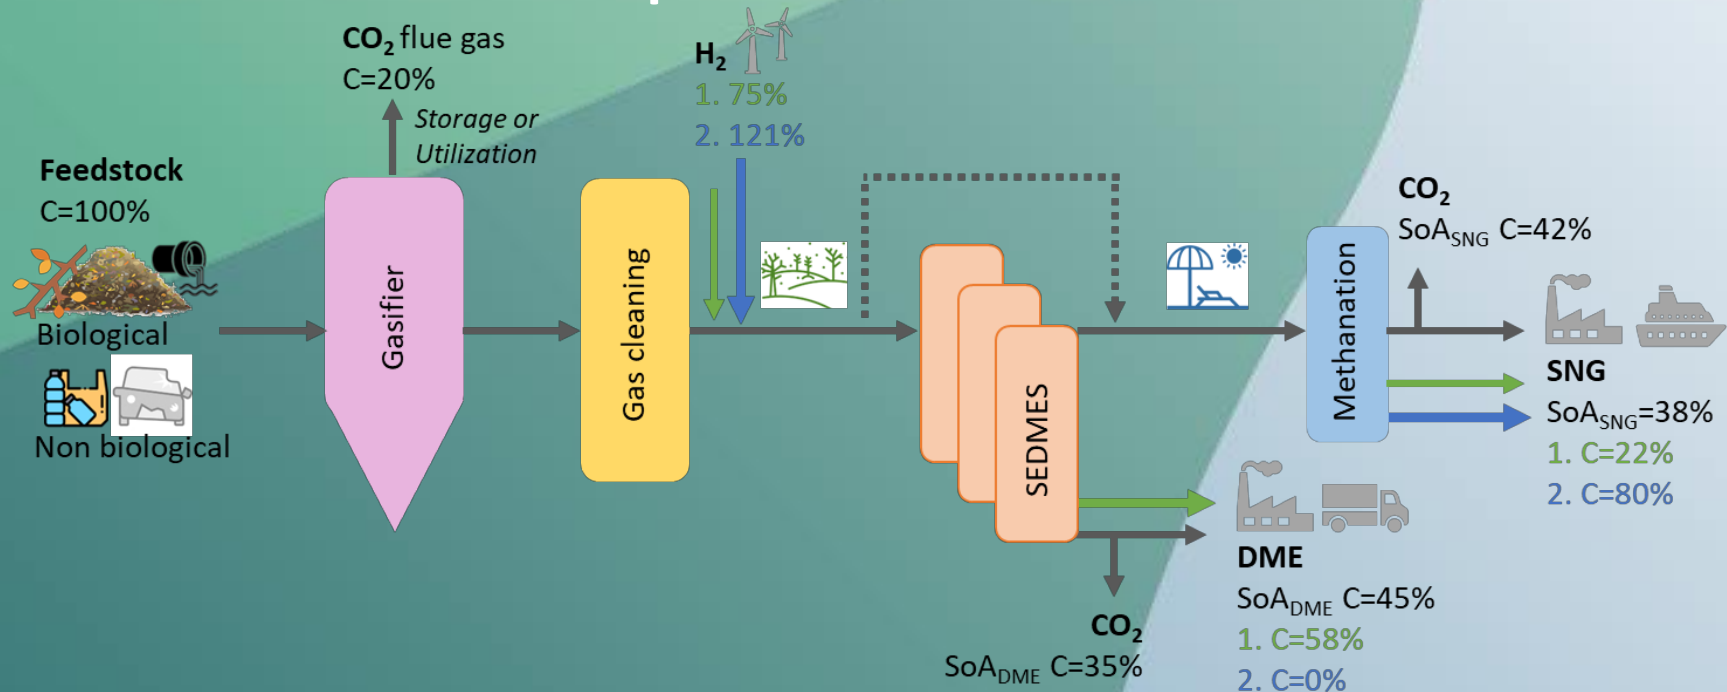 CO₂ flue gas
C=20%
Storage or
Utilization
H₂
1. 75%
2. 121%
Feedstock
C=100%
Biological
Non biological
Gasifier
Gas cleaning
SEDMES
Methanation
CO₂
SoA_SNG C=42%
SNG
SoA_SNG=38%
1. C=22%
2. C=80%
DME
SoA_DME C=45%
1. C=58%
2. C=0%
CO₂
SoA_DME C=35%